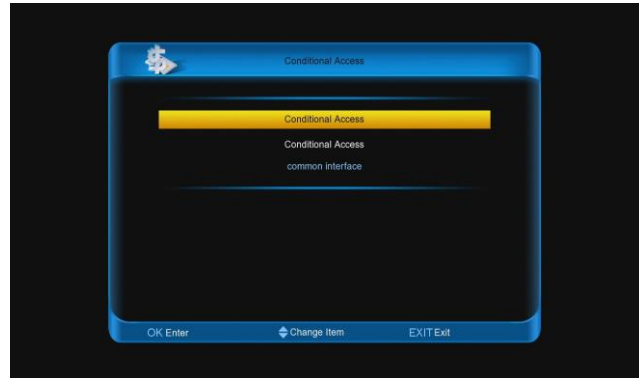 Conditional Access
Conditional Access
Conditional Access
common interface
OK Enter Change Item EXIT Exit